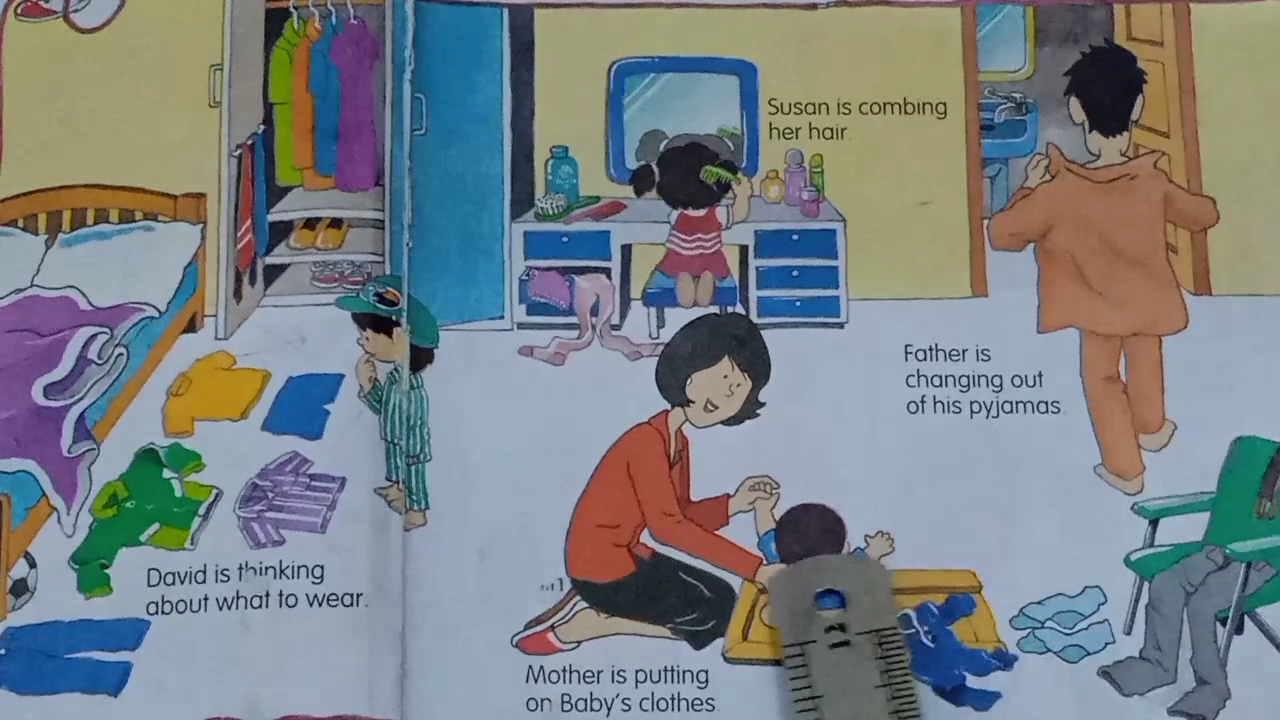 Susan is combing
her hair.
Father is
changing out
of his pyjamas.
David is thinking
about what to wear.
Mother is putting
on Baby's clothes.